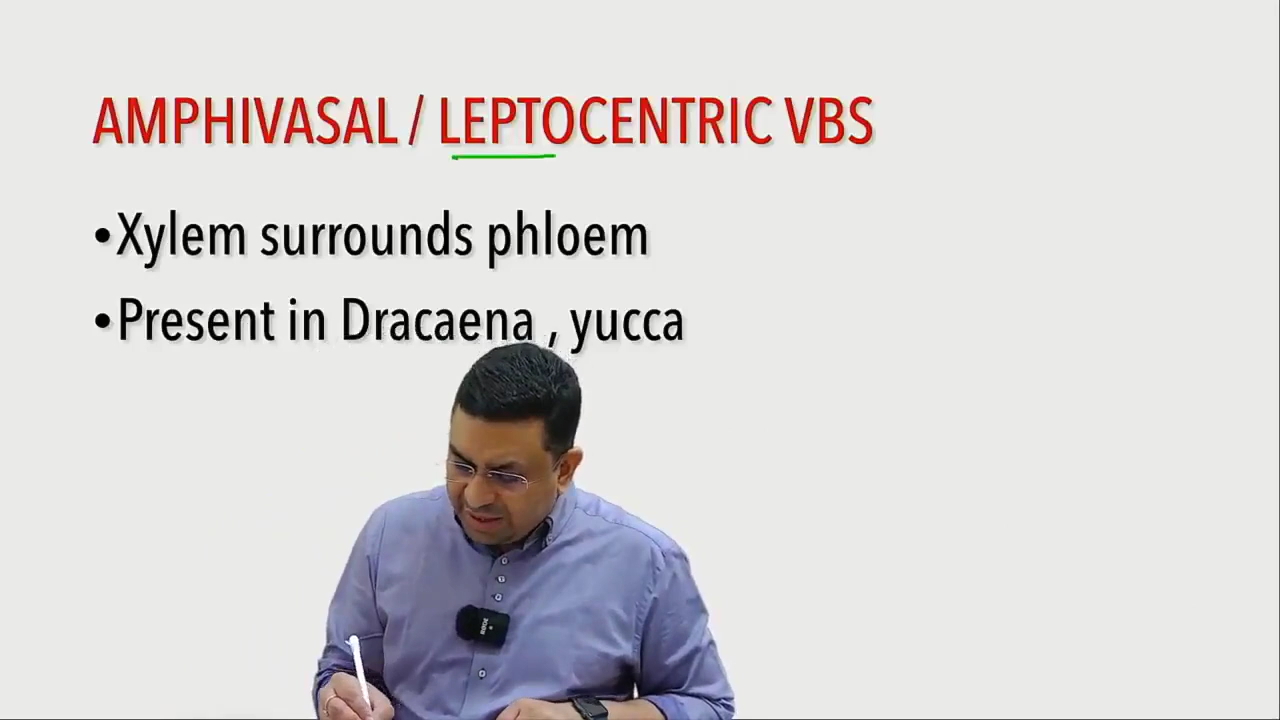 AMPHIVASAL / LEPTOCENTRIC VBS
•Xylem surrounds phloem
•Present in Dracaena , yucca